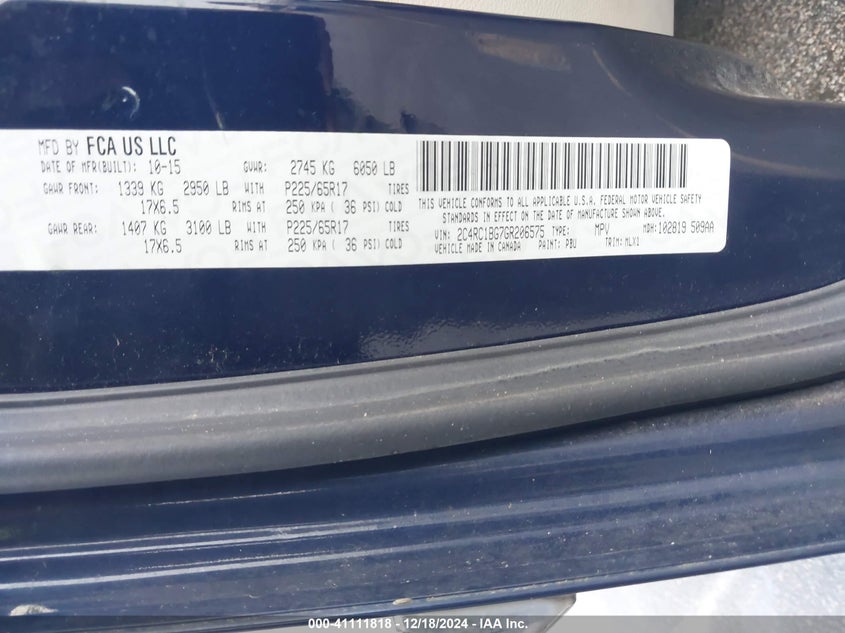 MFD BY FCA US LLC
DATE OF MFR(BUILT): 10-15 GVWR: 2745 KG 6050 LB
GAWR FRONT: 1339 KG 2950 LB WITH P225/65R17 TIRES
17X6.5 RIMS AT 250 KPA ( 36 PSI) COLD
GAWR REAR: 1407 KG 3100 LB WITH P225/65R17 TIRES
17X6.5 RIMS AT 250 KPA ( 36 PSI) COLD
THIS VEHICLE CONFORMS TO ALL APPLICABLE U.S.A. FEDERAL MOTOR VEHICLE SAFETY
STANDARDS IN EFFECT ON THE DATE OF MANUFACTURE SHOWN ABOVE.
VIN: 2C4RC1BG7GR206575 TYPE: MPV MDH: 102819 509AA
VEHICLE MADE IN CANADA PAINT: PBU TRIM: MLX1
000-41111818 - 12/18/2024 - IAA Inc.